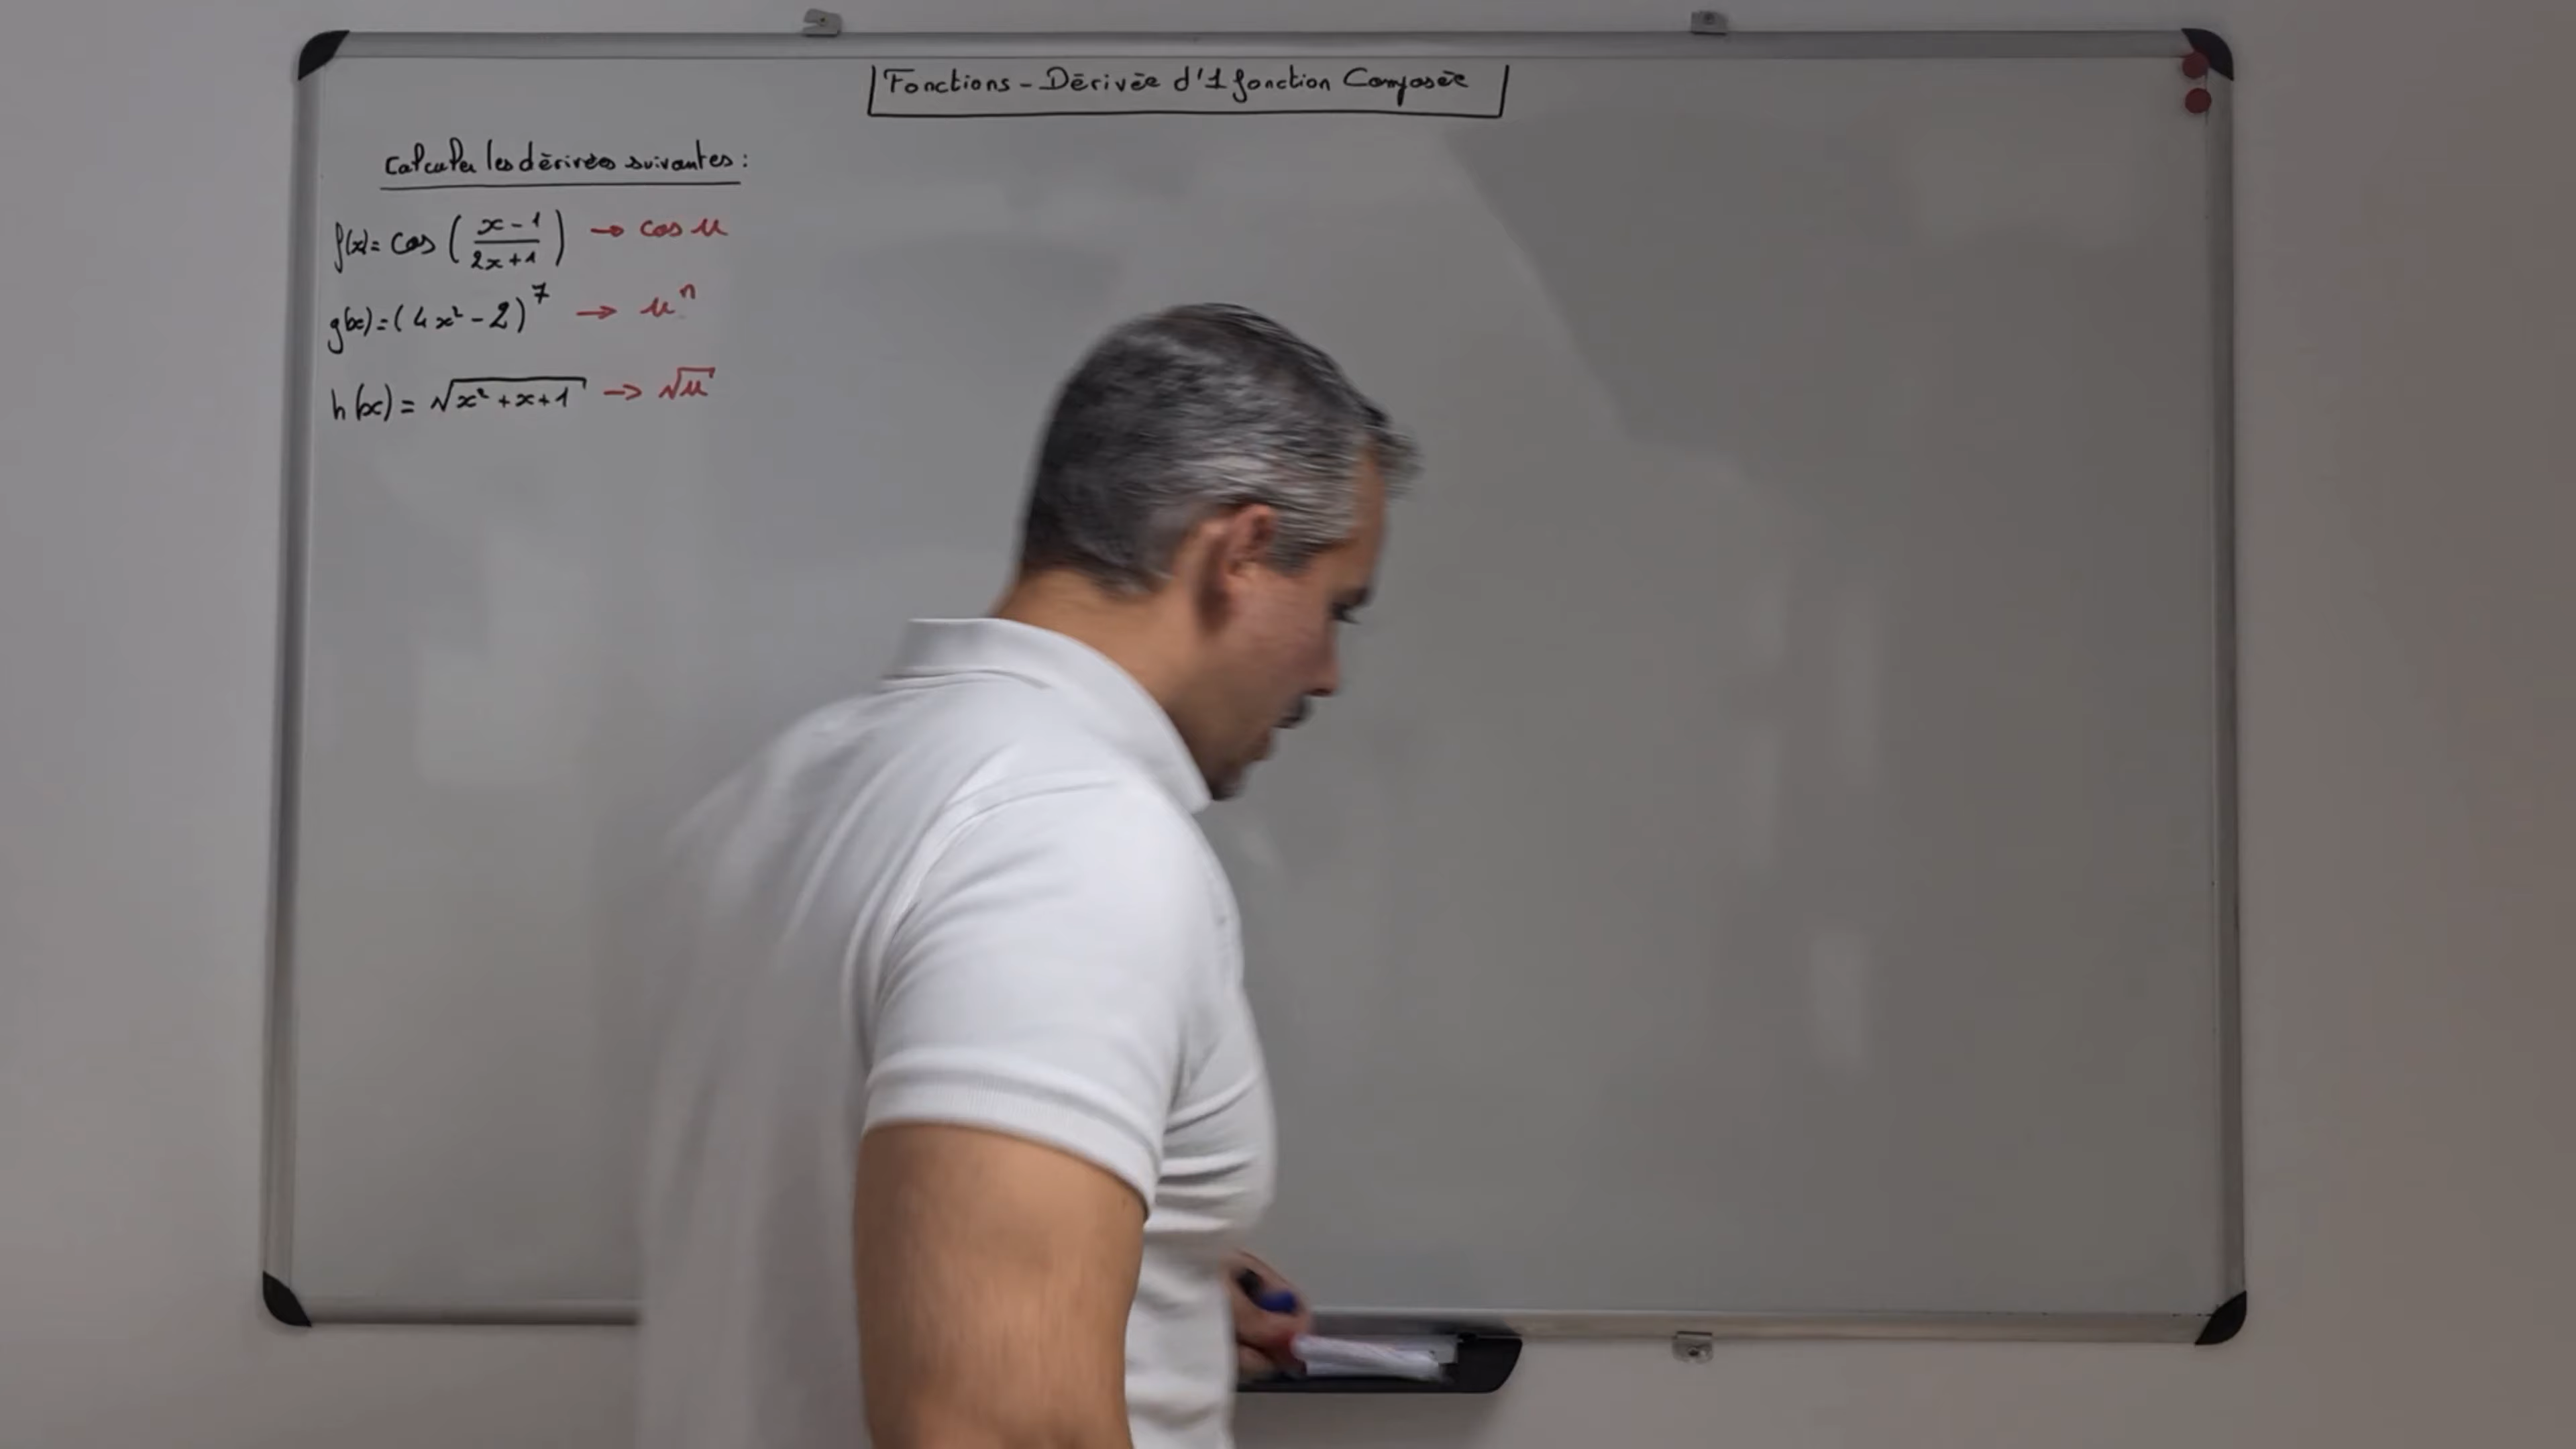 Fonctions - Dérivée d'1 fonction Composée
Calculer les dérivées suivantes :
f(x) = cos ( (x - 1) / (2x + 1) ) → cos u
g(x) = (4x² - 2)⁷ → uⁿ
h(x) = √(x² + x + 1) → √u